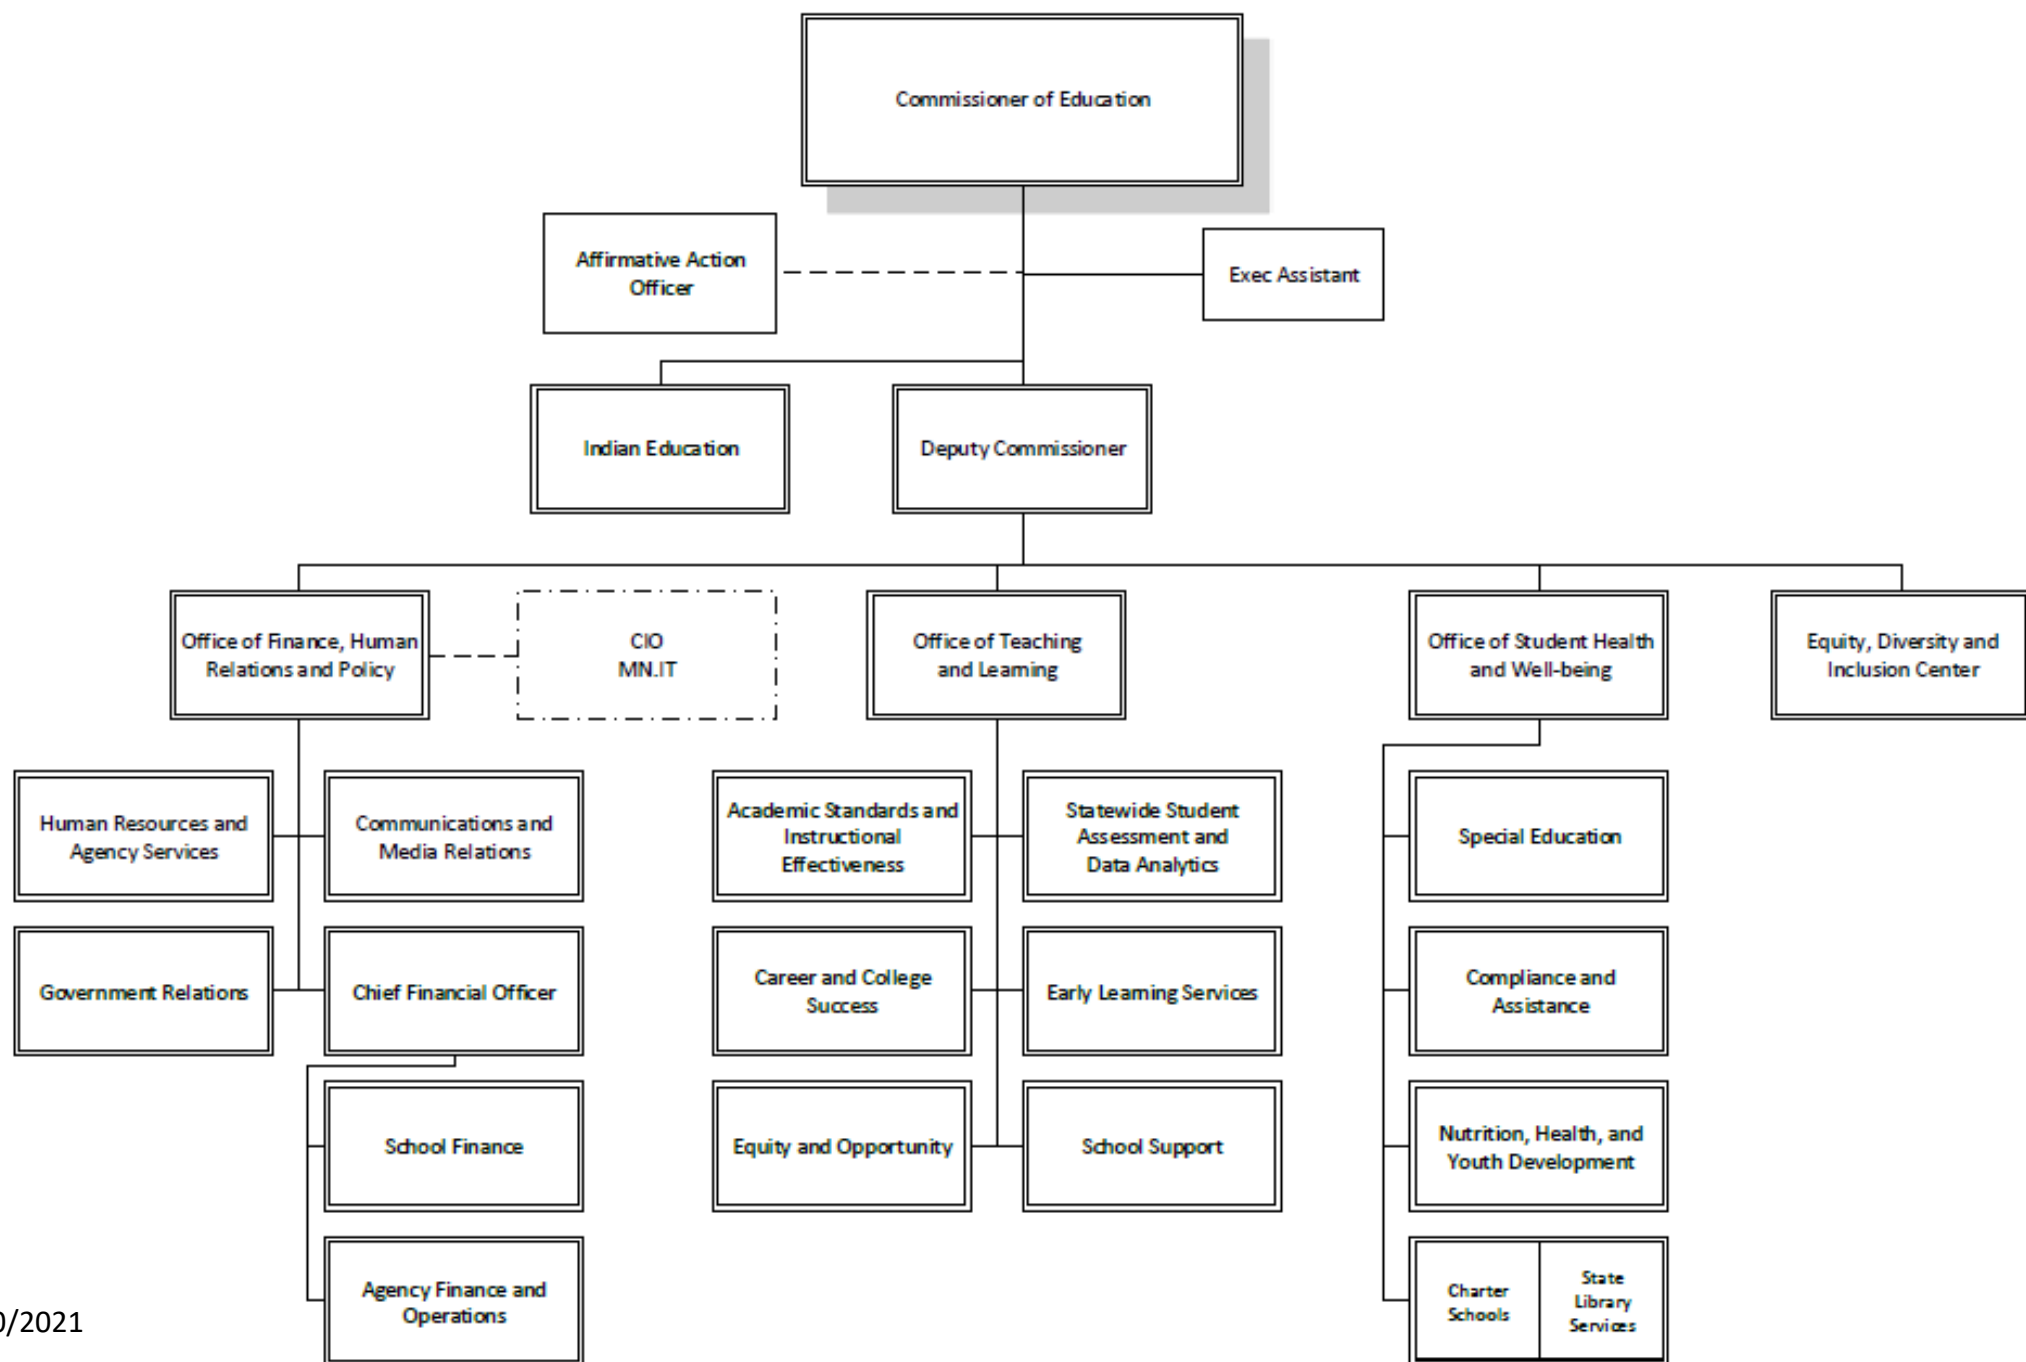 Commissioner of Education
Affirmative Action
Officer
Exec Assistant
Indian Education
Deputy Commissioner
Office of Finance, Human
Relations and Policy
CIO
MN.IT
Office of Teaching
and Learning
Office of Student Health
and Well-being
Equity, Diversity and
Inclusion Center
Human Resources and
Agency Services
Communications and
Media Relations
Academic Standards and
Instructional
Effectiveness
Statewide Student
Assessment and
Data Analytics
Special Education
Government Relations
Chief Financial Officer
Career and College
Success
Early Learning Services
Compliance and
Assistance
School Finance
Equity and Opportunity
School Support
Nutrition, Health, and
Youth Development
Agency Finance and
Operations
Charter
Schools
State
Library
Services
0/2021